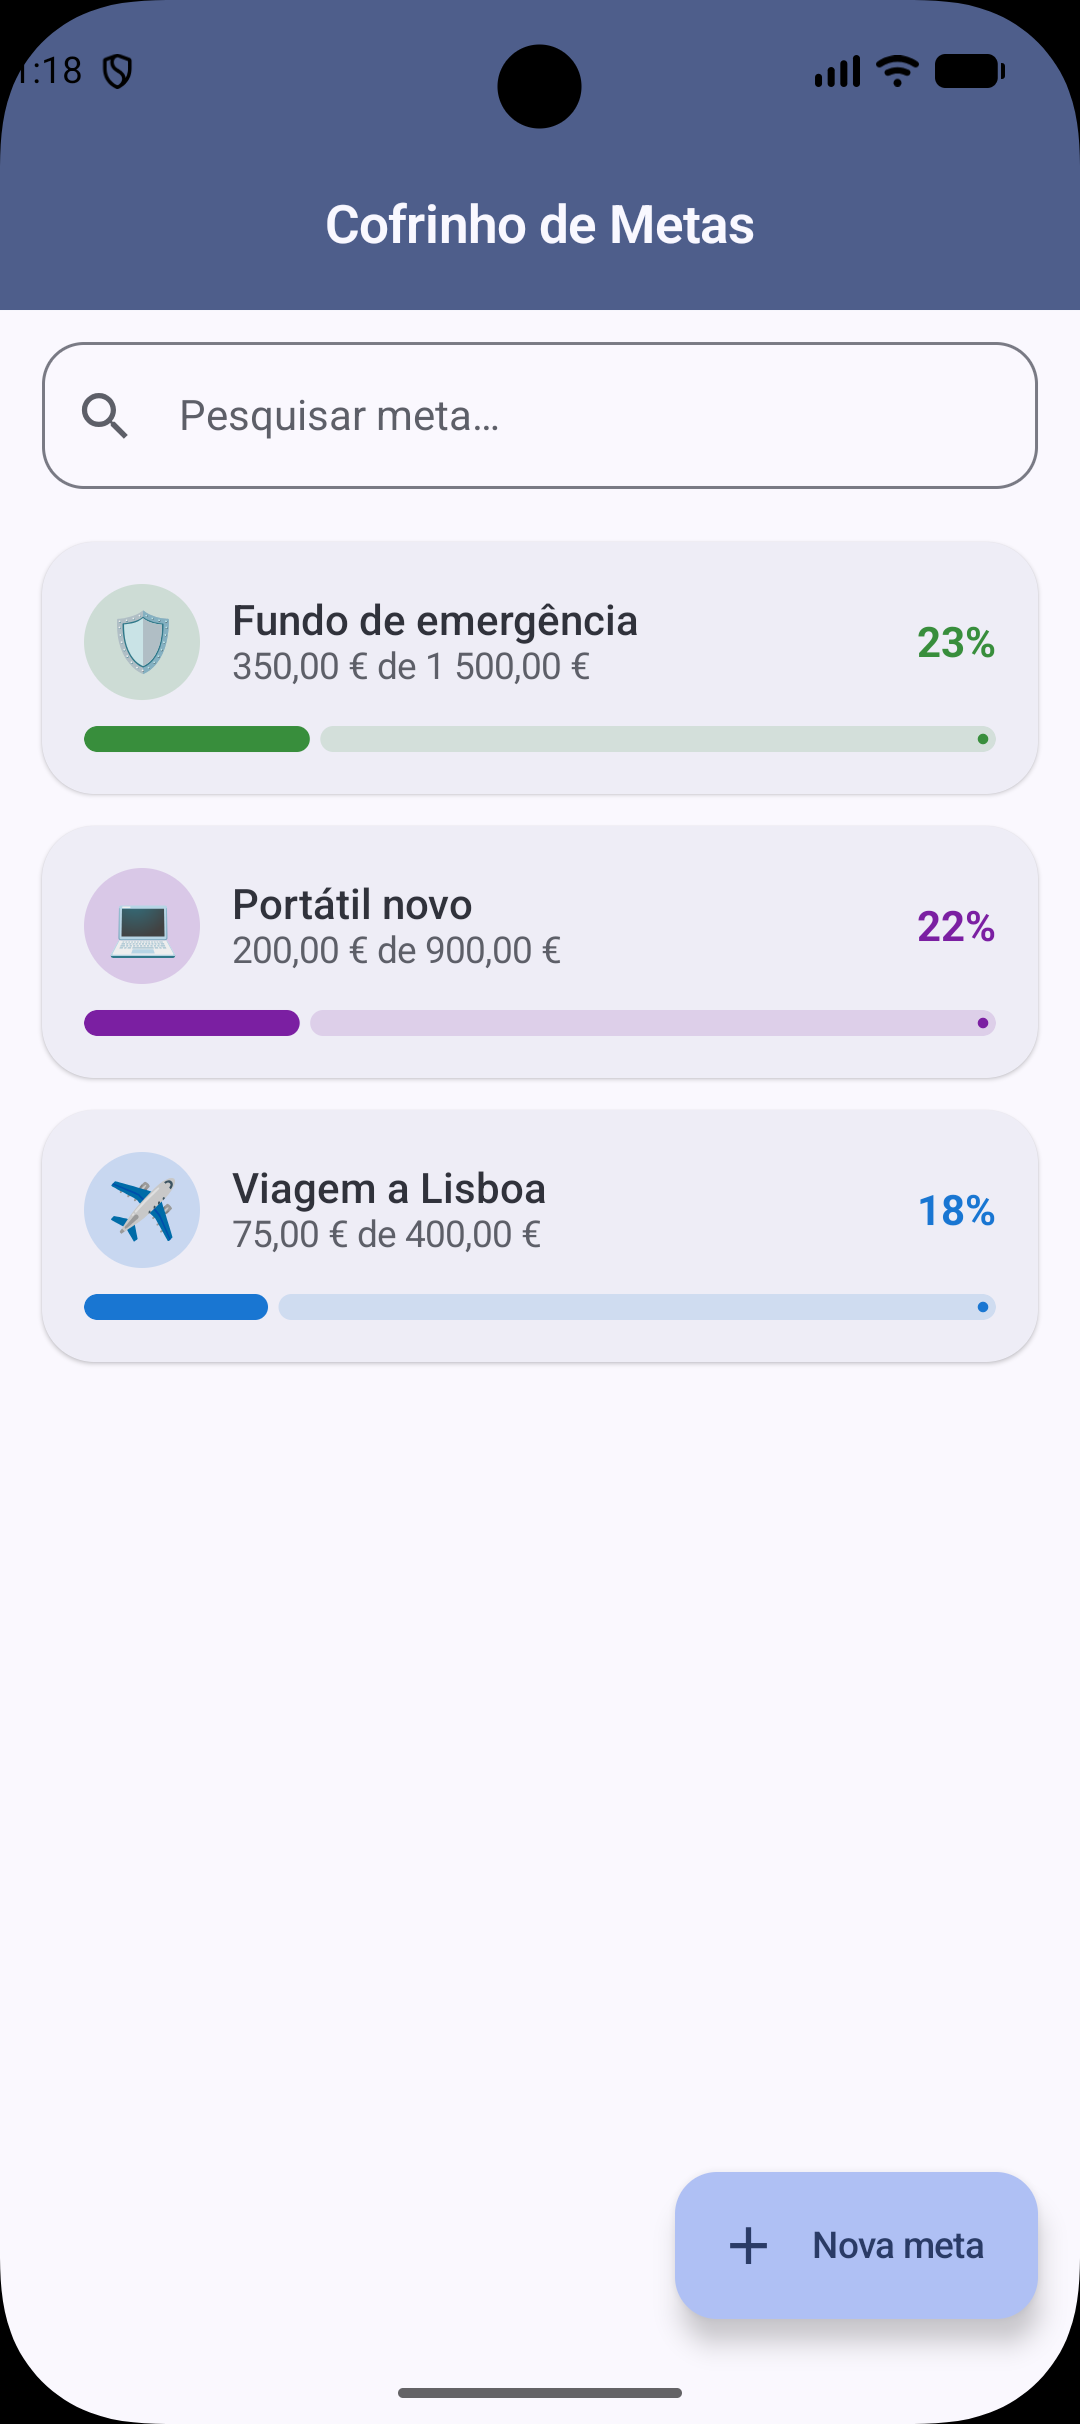 :18
Cofrinho de Metas
Pesquisar meta...
Fundo de emergência
350,00 € de 1 500,00 €
23%
Portátil novo
200,00 € de 900,00 €
22%
Viagem a Lisboa
75,00 € de 400,00 €
18%
+ Nova meta